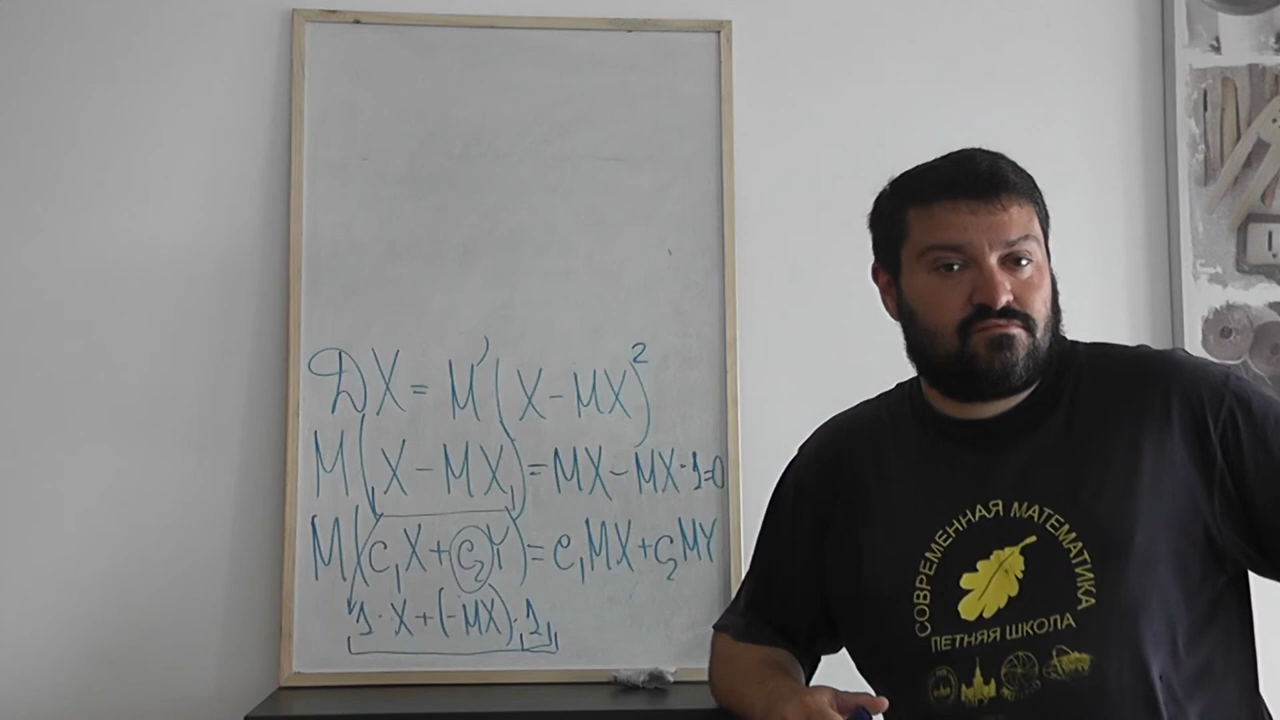 DX = M(X - MX)²
M(X - MX) = MX - MX·1=0
M(c₁X + c₂Y) = c₁MX + c₂MY
1·X + (-MX)·1
СОВРЕМЕННАЯ МАТЕМАТИКА
ЛЕТНЯЯ ШКОЛА